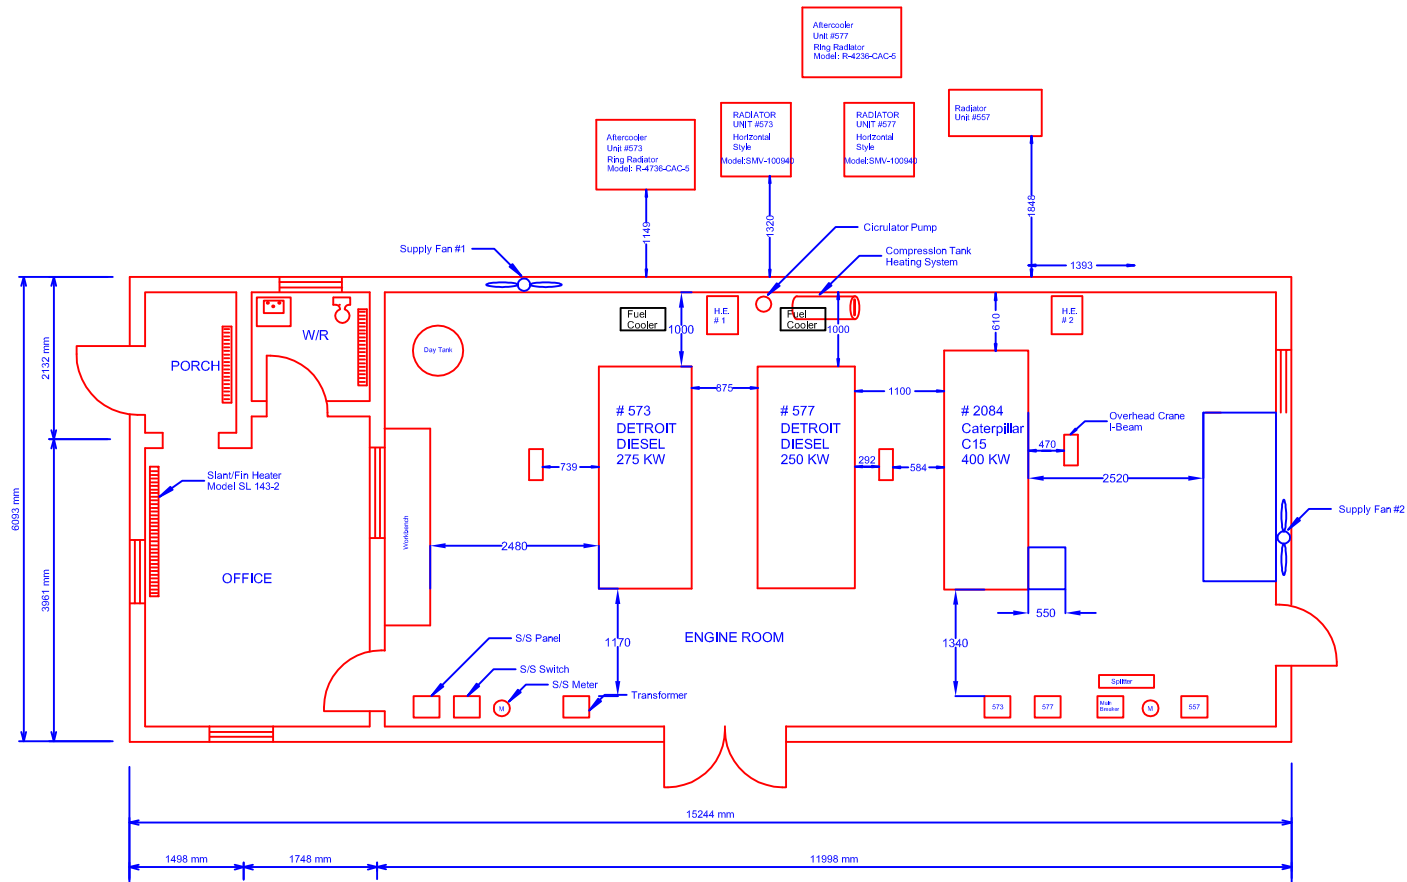 Aftercooler
Unit #577
Ring Radiator
Model: R-4236-CAC-5
Radiator
Unit #557
RADIATOR
UNIT #573
Horizontal
Style
Model:SMV-100940
RADIATOR
UNIT #577
Horizontal
Style
Model:SMV-100940
Aftercooler
Unit #573
Ring Radiator
Model: R-4736-CAC-5
1149
1320
1848
1393
Cicrulator Pump
Compression Tank
Heating System
Supply Fan #1
Fuel
Cooler
1000
H.E.
# 1
Fuel
Cooler
1000
610
H.E.
# 2
W/R
PORCH
Day Tank
2132 mm
875
1100
# 573
DETROIT
DIESEL
275 KW
# 577
DETROIT
DIESEL
250 KW
# 2084
Caterpillar
C15
400 KW
Overhead Crane
I-Beam
470
739
292
584
2520
Slant/Fin Heater
Model SL 143-2
6093 mm
3961 mm
Workbench
2480
Supply Fan #2
OFFICE
550
1170
ENGINE ROOM
1340
S/S Panel
S/S Switch
S/S Meter
Transformer
M
Splitter
573
577
Main
Breaker
M
557
15244 mm
1498 mm
1748 mm
11998 mm